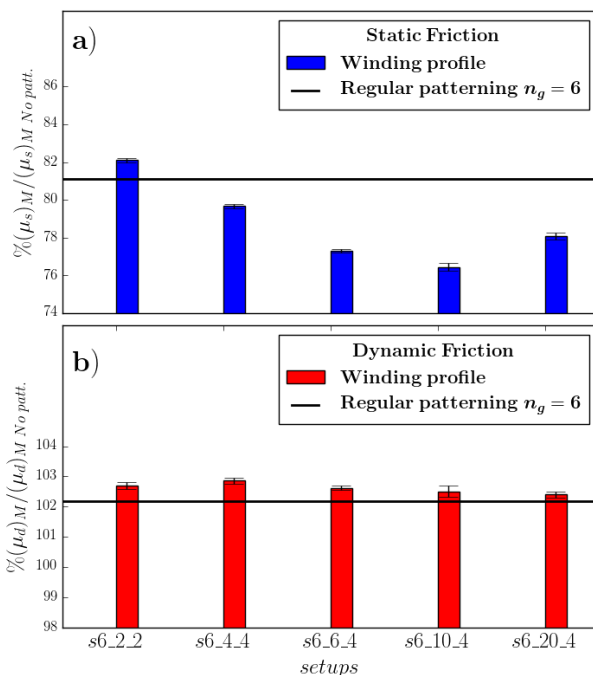 a)
Static Friction
Winding profile
Regular patterning n_g = 6
%(μ_s)_M/(μ_s)_{M No patt.}
86
84
82
80
78
76
74
b)
Dynamic Friction
Winding profile
Regular patterning n_g = 6
%(μ_d)_M/(μ_d)_{M No patt.}
104
103
102
101
100
99
98
s6_2_2 s6_4_4 s6_6_4 s6_10_4 s6_20_4
setups